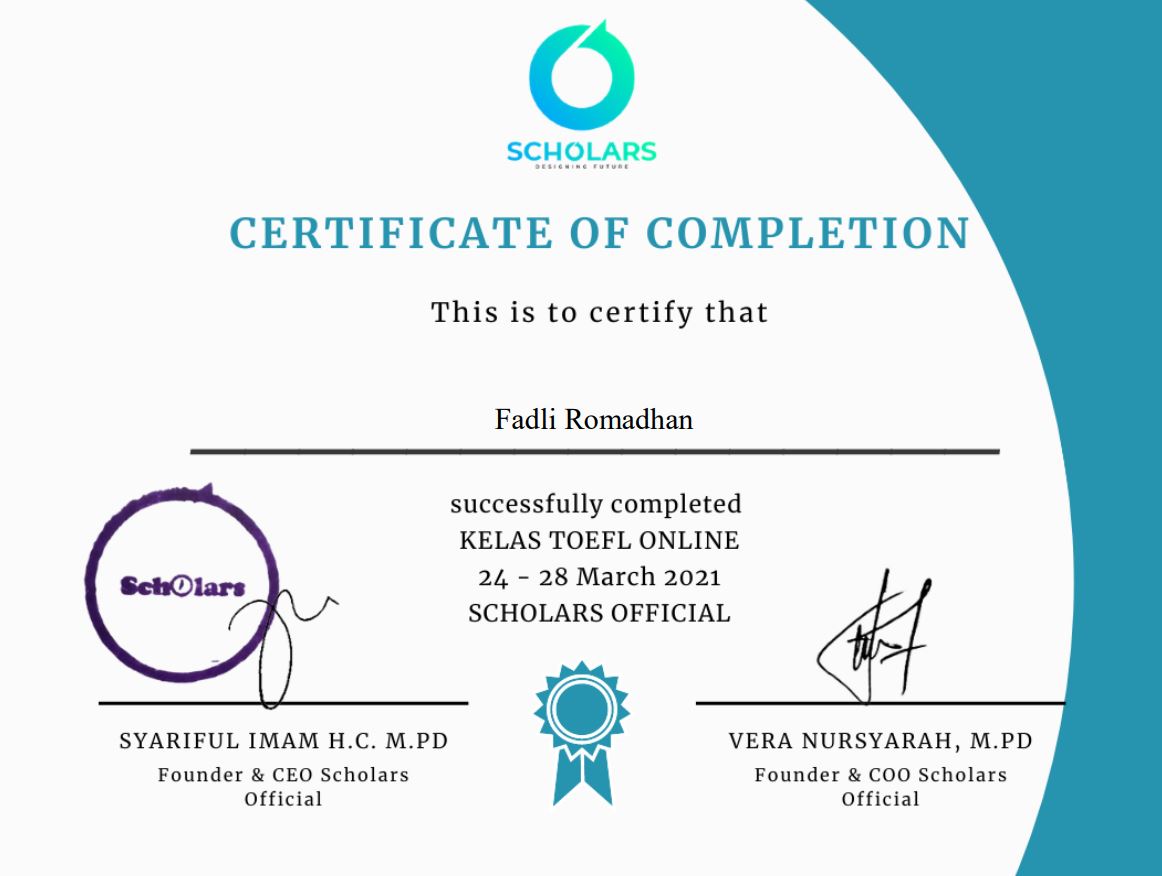 SCHOLARS
DESIGNING FUTURE
CERTIFICATE OF COMPLETION
This is to certify that
Fadli Romadhan
successfully completed
KELAS TOEFL ONLINE
24 - 28 March 2021
SCHOLARS OFFICIAL
Scholars
SYARIFUL IMAM H.C. M.PD
Founder & CEO Scholars
Official
VERA NURSYARAH, M.PD
Founder & COO Scholars
Official